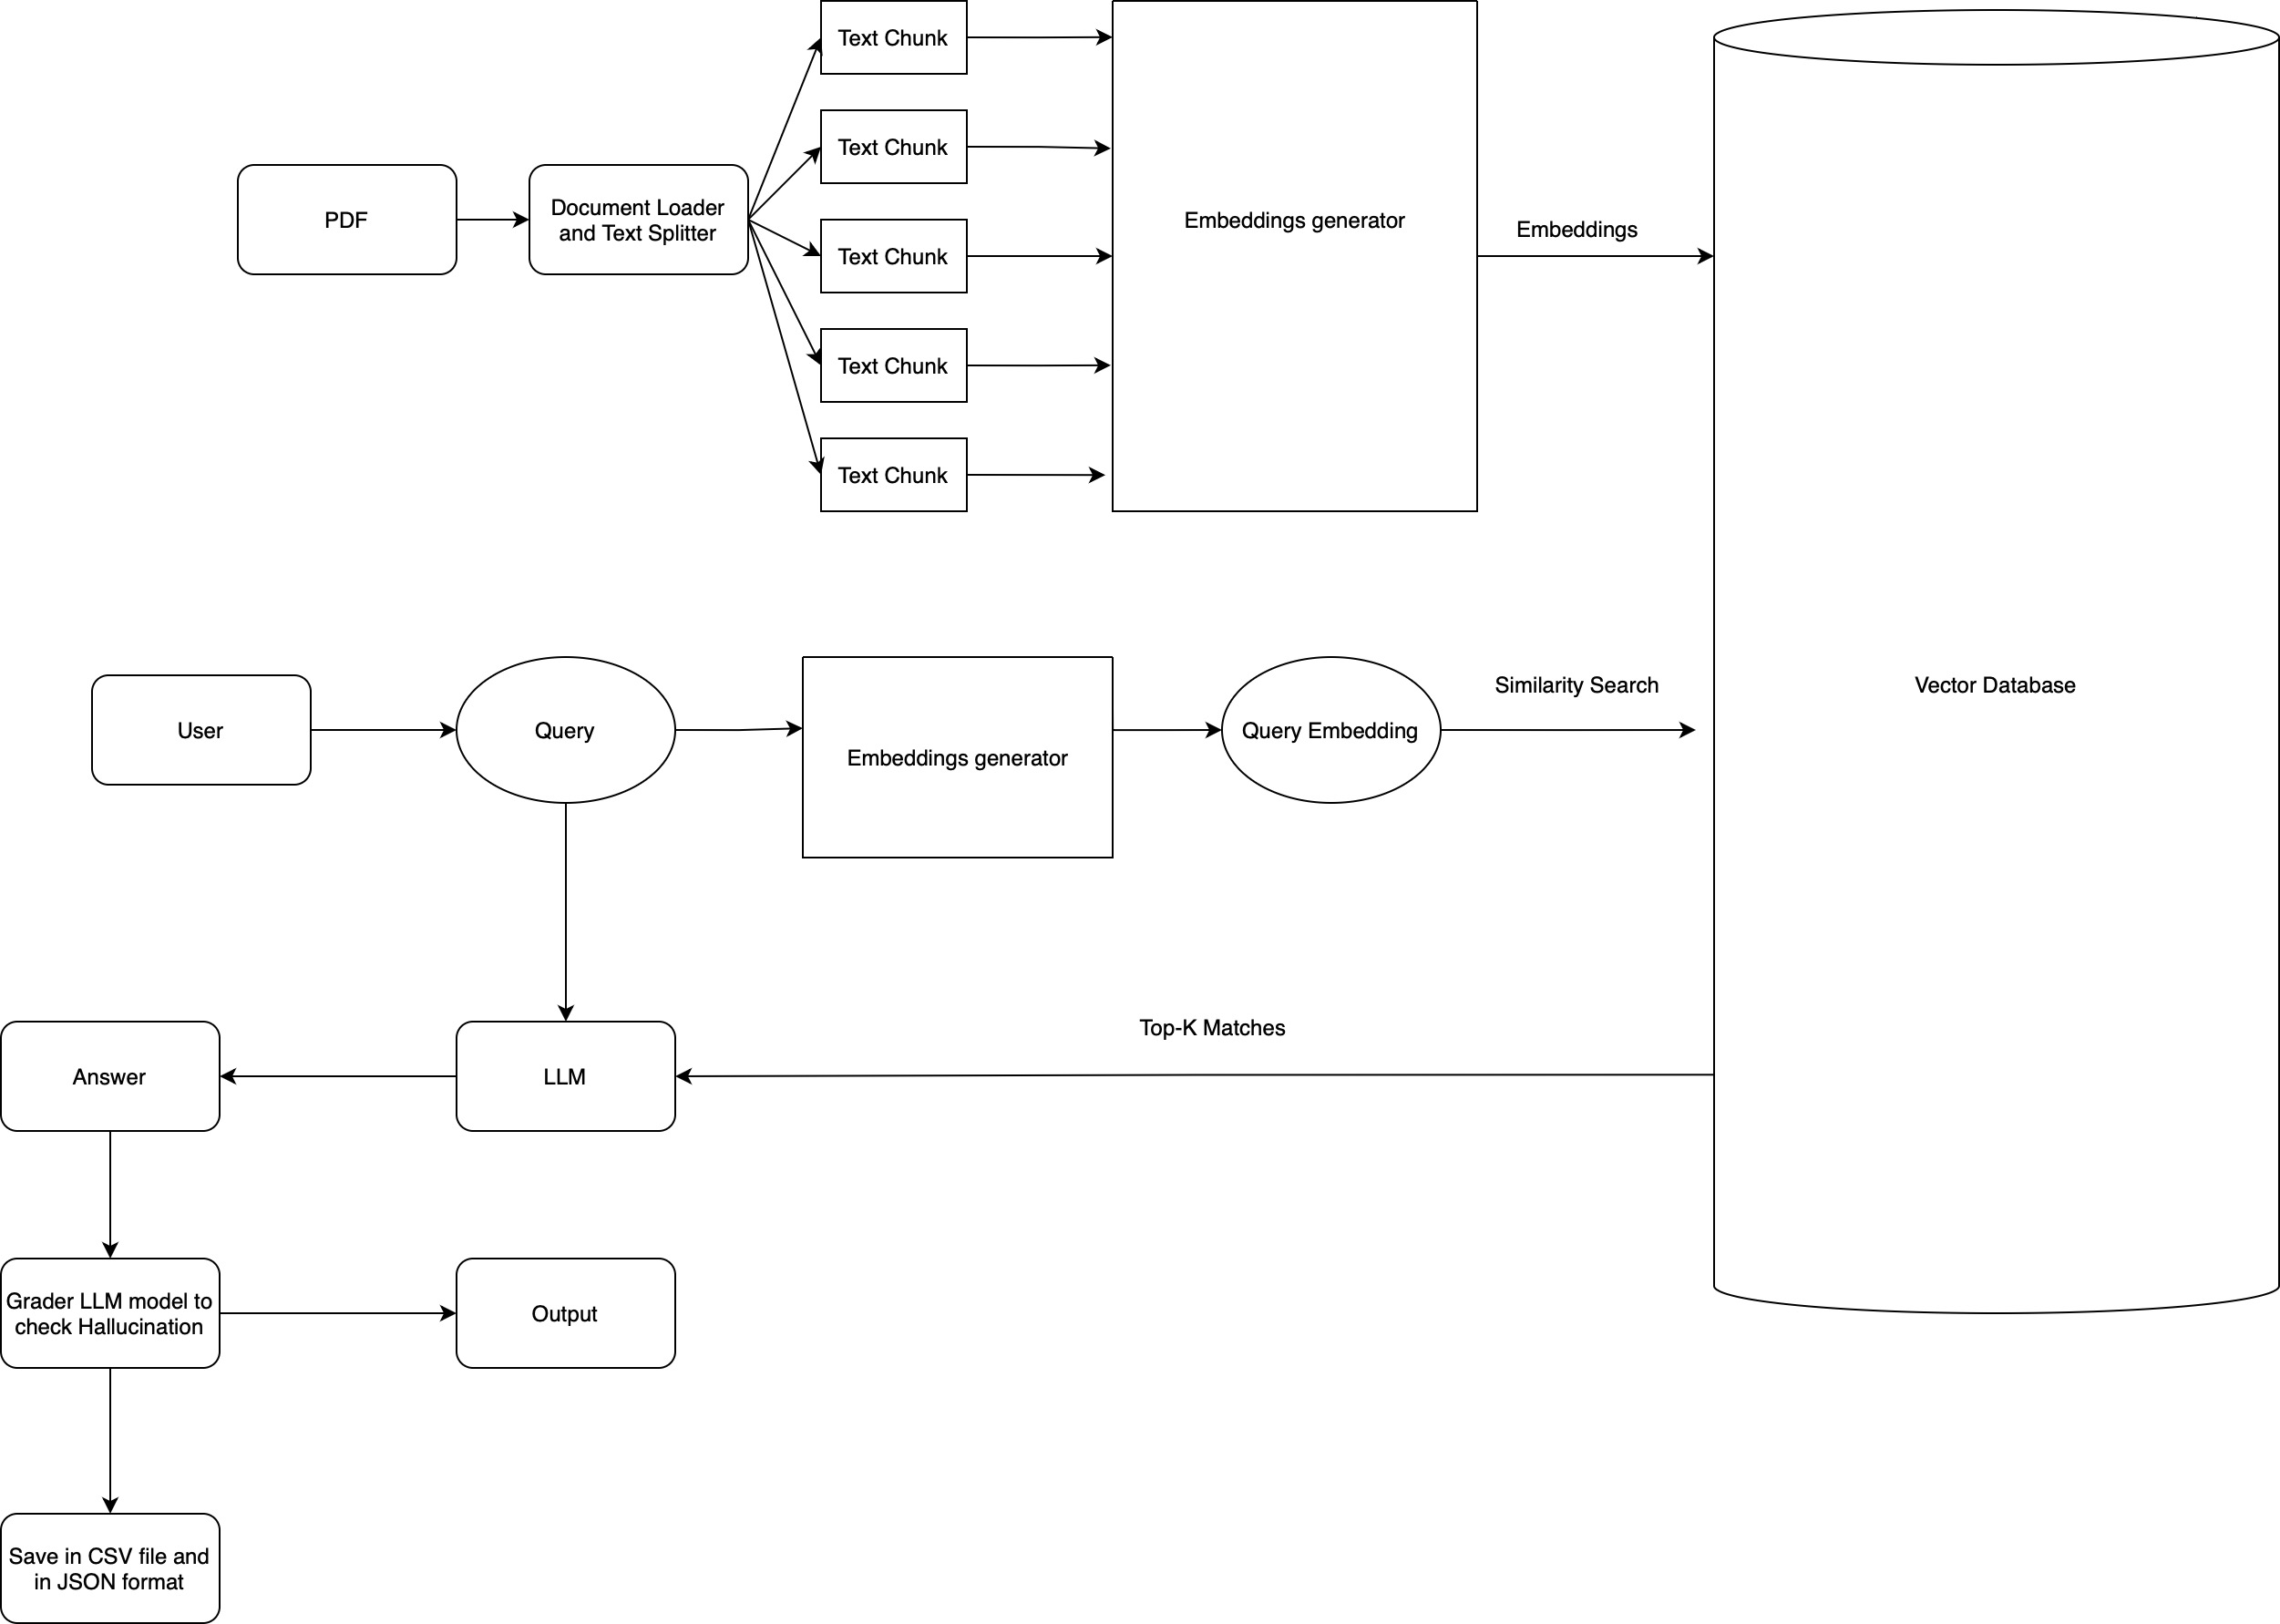 Text Chunk
Text Chunk
PDF
Document Loader
and Text Splitter
Text Chunk
Embeddings generator
Embeddings
Text Chunk
Text Chunk
User
Query
Embeddings generator
Query Embedding
Similarity Search
Vector Database
Top-K Matches
Answer
LLM
Grader LLM model to
check Hallucination
Output
Save in CSV file and
in JSON format